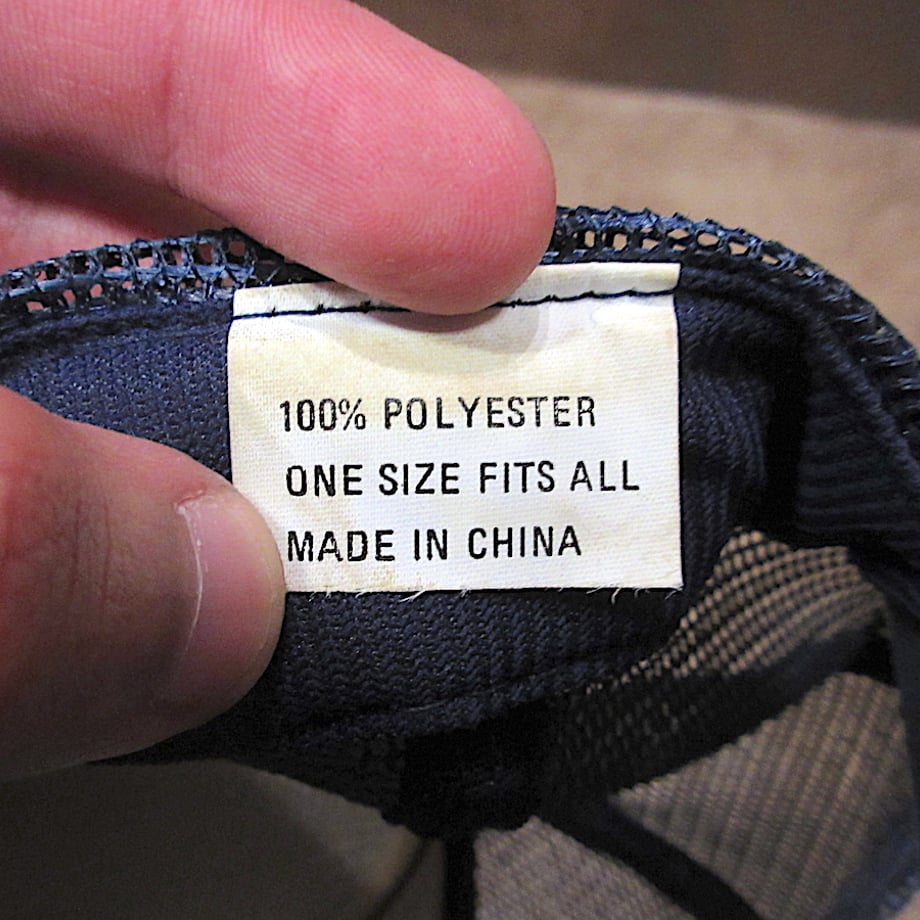 100% POLYESTER
ONE SIZE FITS ALL
MADE IN CHINA